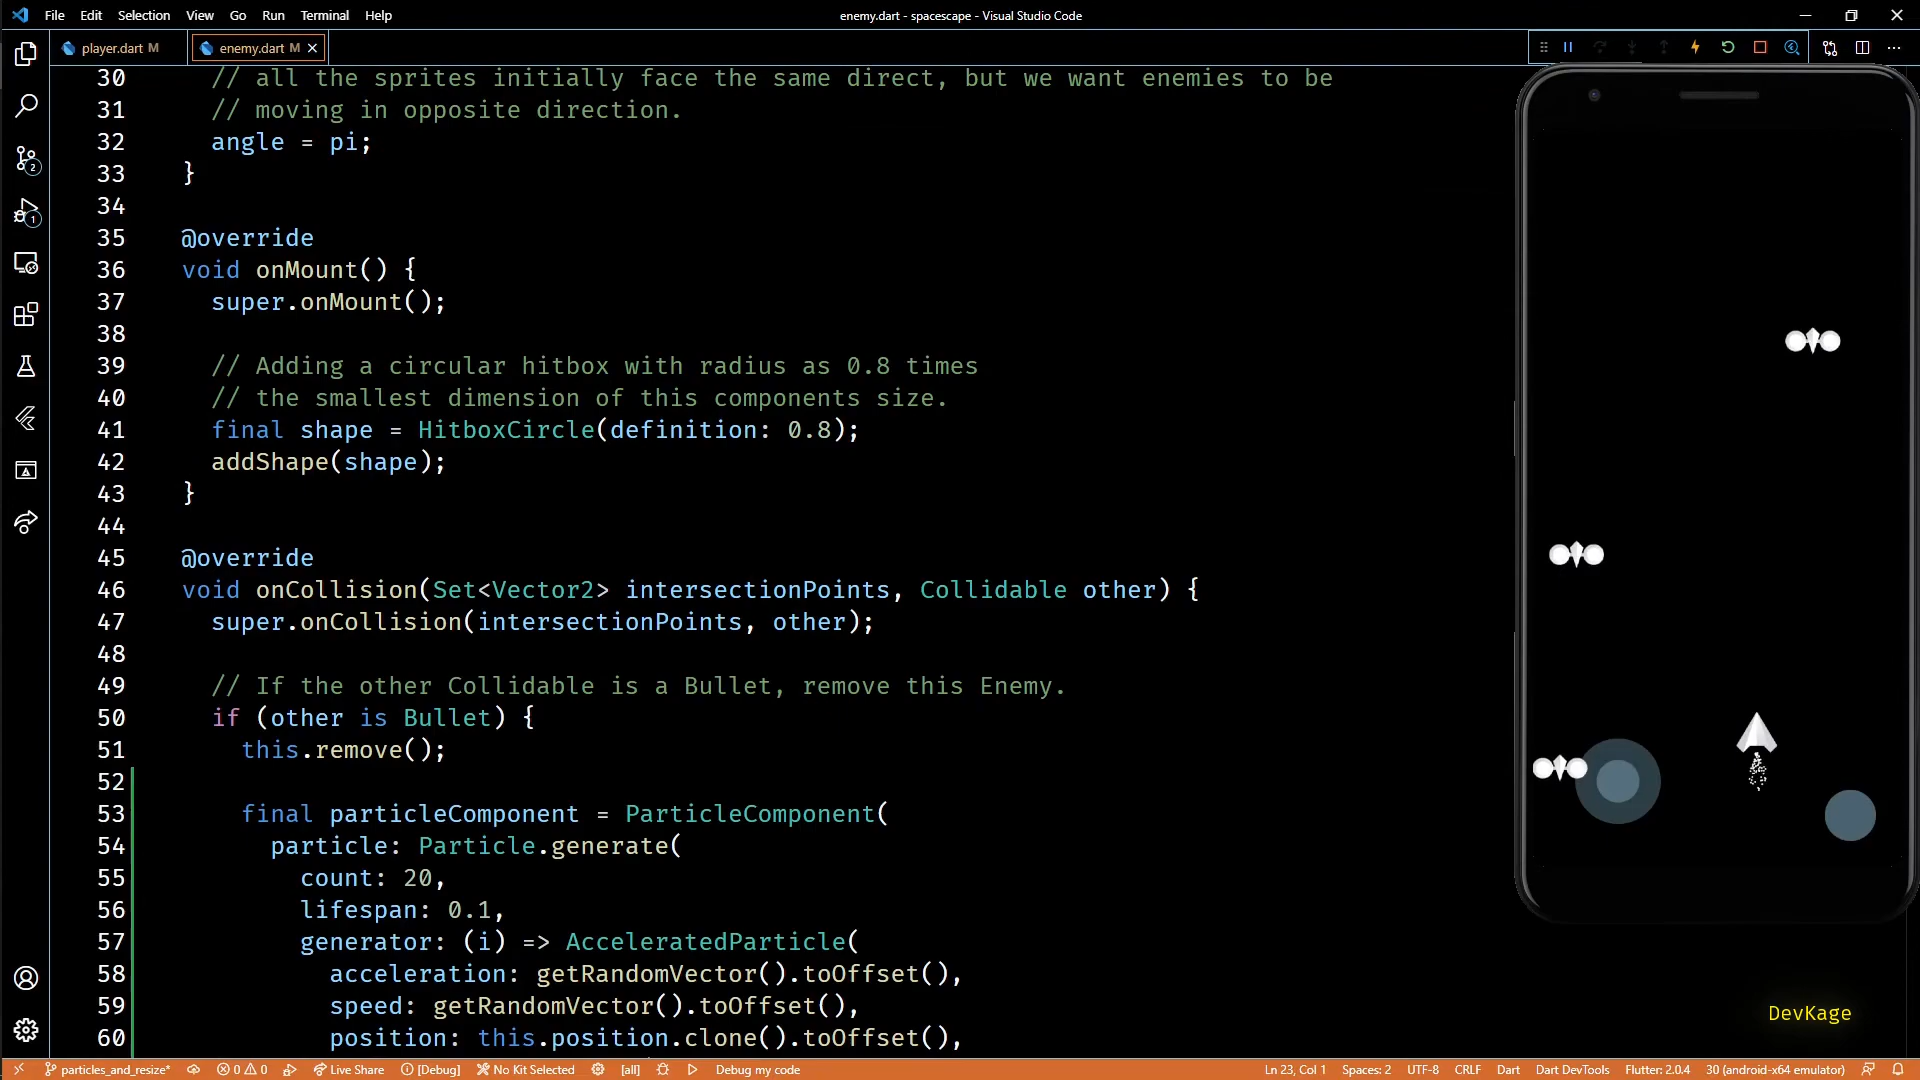 File Edit Selection View Go Run Terminal Help
enemy.dart - spacescape - Visual Studio Code
player.dart M
enemy.dart M
30 // all the sprites initially face the same direct, but we want enemies to be
31 // moving in opposite direction.
32 angle = pi;
33 }
34
35 @override
36 void onMount() {
37 super.onMount();
38
39 // Adding a circular hitbox with radius as 0.8 times
40 // the smallest dimension of this components size.
41 final shape = HitboxCircle(definition: 0.8);
42 addShape(shape);
43 }
44
45 @override
46 void onCollision(Set<Vector2> intersectionPoints, Collidable other) {
47 super.onCollision(intersectionPoints, other);
48
49 // If the other Collidable is a Bullet, remove this Enemy.
50 if (other is Bullet) {
51 this.remove();
52
53 final particleComponent = ParticleComponent(
54 particle: Particle.generate(
55 count: 20,
56 lifespan: 0.1,
57 generator: (i) => AcceleratedParticle(
58 acceleration: getRandomVector().toOffset(),
59 speed: getRandomVector().toOffset(),
60 position: this.position.clone().toOffset(),
2
1
DevKage
particles_and_resize* 0 0 Live Share [Debug] No Kit Selected [all] Debug my code Ln 23, Col 1 Spaces: 2 UTF-8 CRLF Dart Dart DevTools Flutter: 2.0.4 30 (android-x64 emulator)